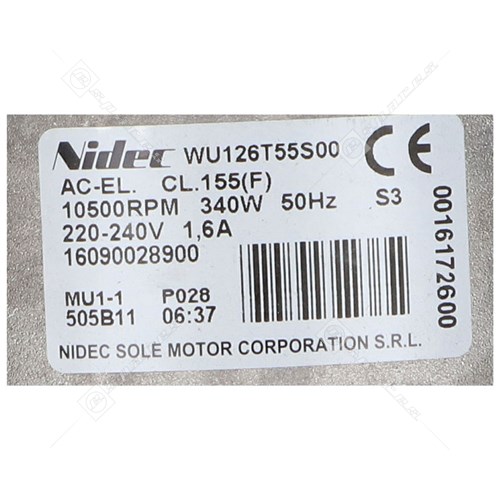 Nidec WU126T55S00 CE
AC-EL. CL.155(F)
10500RPM 340W 50Hz S3
220-240V 1,6A
16090028900
MU1-1 P028
505B11 06:37
NIDEC SOLE MOTOR CORPORATION S.R.L.
0016172600